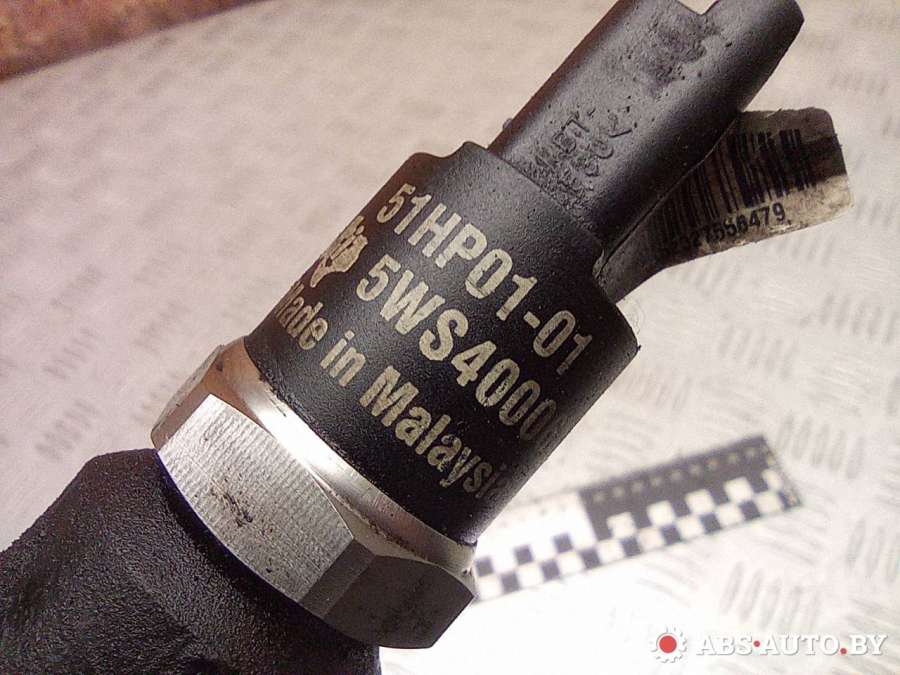 51HP01-01
5WS4000
Made in Malaysia
ABS-AUTO.BY